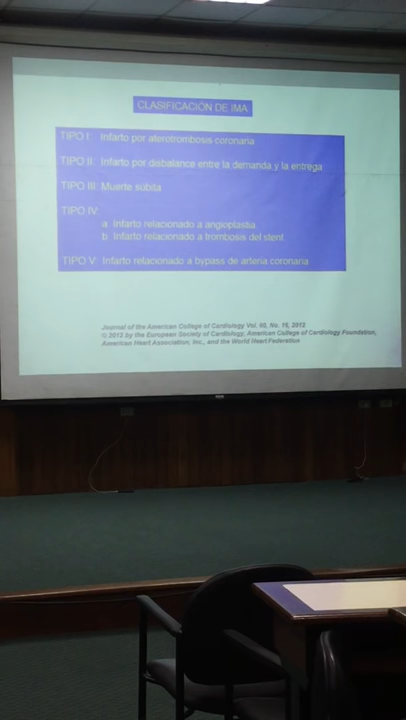 CLASIFICACIÓN DE IMA
TIPO I: Infarto por aterotrombosis coronaria
TIPO II: Infarto por disbalance entre la demanda y la entrega
TIPO III: Muerte súbita
TIPO IV:
a. Infarto relacionado a angioplastia
b. Infarto relacionado a trombosis del stent
TIPO V: Infarto relacionado a bypass de arteria coronaria
Journal of the American College of Cardiology Vol. 60, No. 16, 2012
© 2012 by the European Society of Cardiology, American College of Cardiology Foundation,
American Heart Association, Inc., and the World Heart Federation